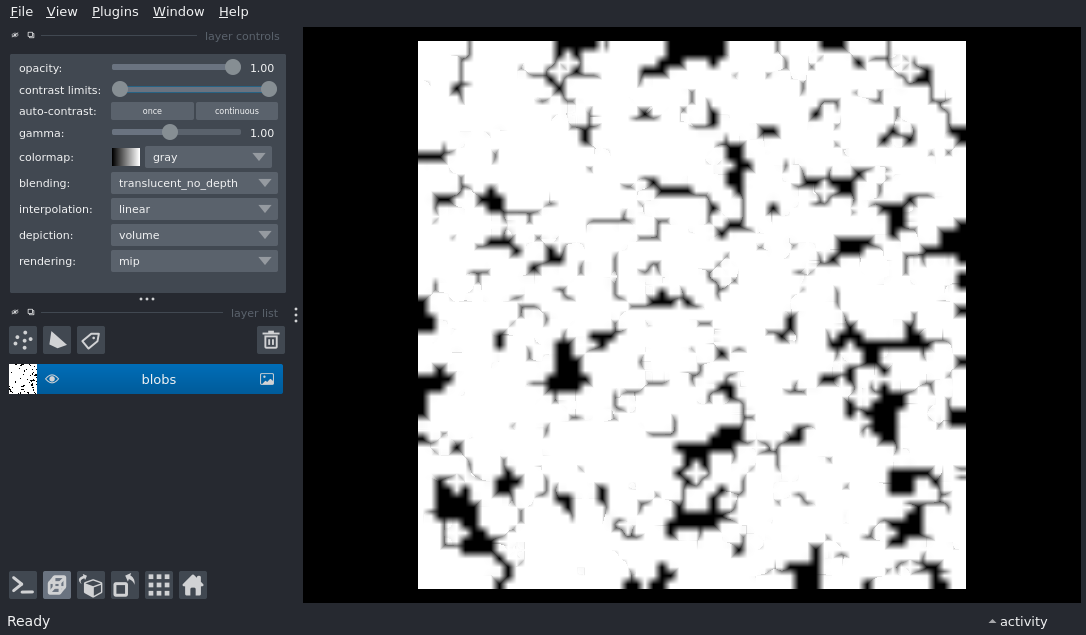 File View Plugins Window Help
layer controls
opacity: 1.00
contrast limits:
auto-contrast: once continuous
gamma: 1.00
colormap: gray
blending: translucent_no_depth
interpolation: linear
depiction: volume
rendering: mip
layer list
blobs
Ready activity